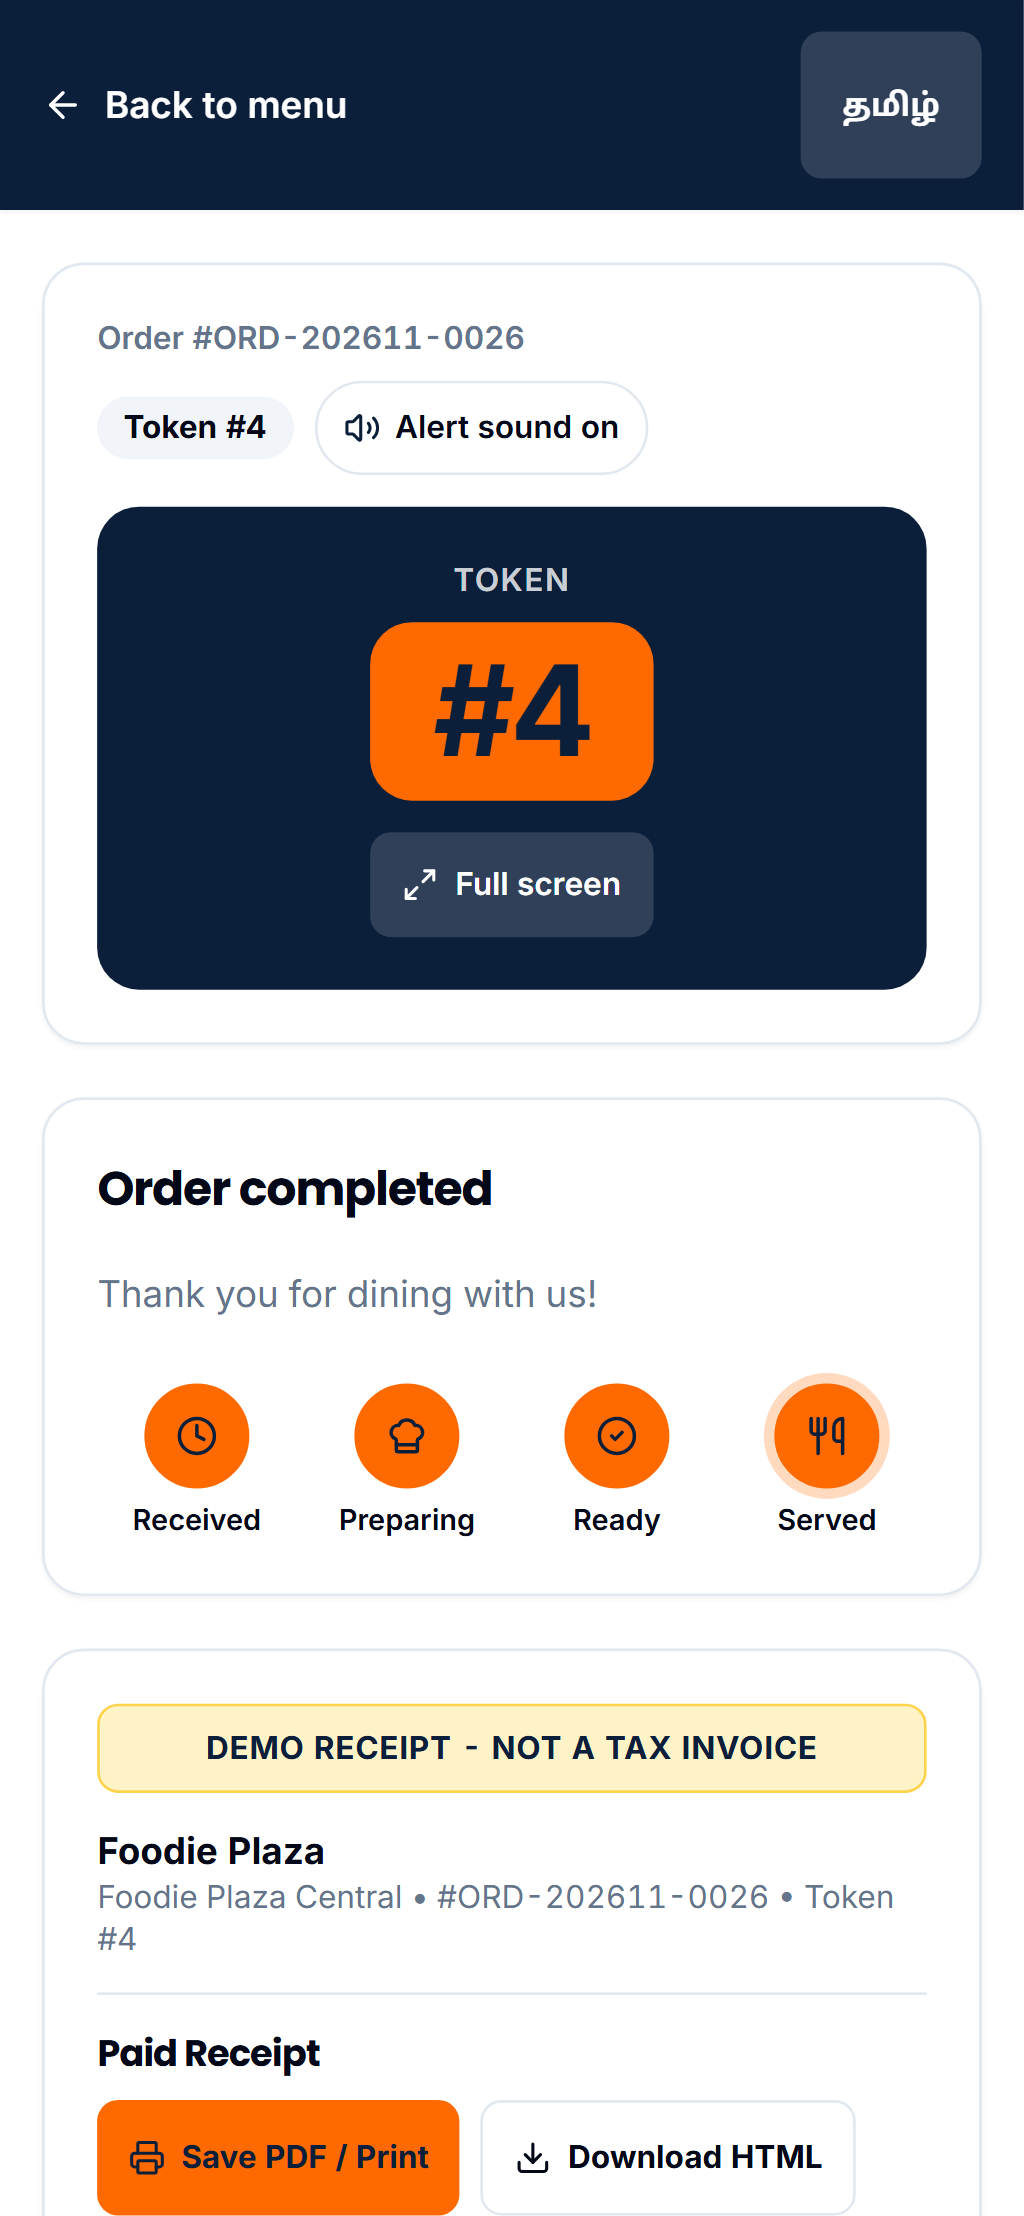 Back to menu
தமிழ்
Order #ORD-202611-0026
Token #4
Alert sound on
TOKEN
#4
Full screen
Order completed
Thank you for dining with us!
Received
Preparing
Ready
Served
DEMO RECEIPT - NOT A TAX INVOICE
Foodie Plaza
Foodie Plaza Central • #ORD-202611-0026 • Token
#4
Paid Receipt
Save PDF / Print
Download HTML